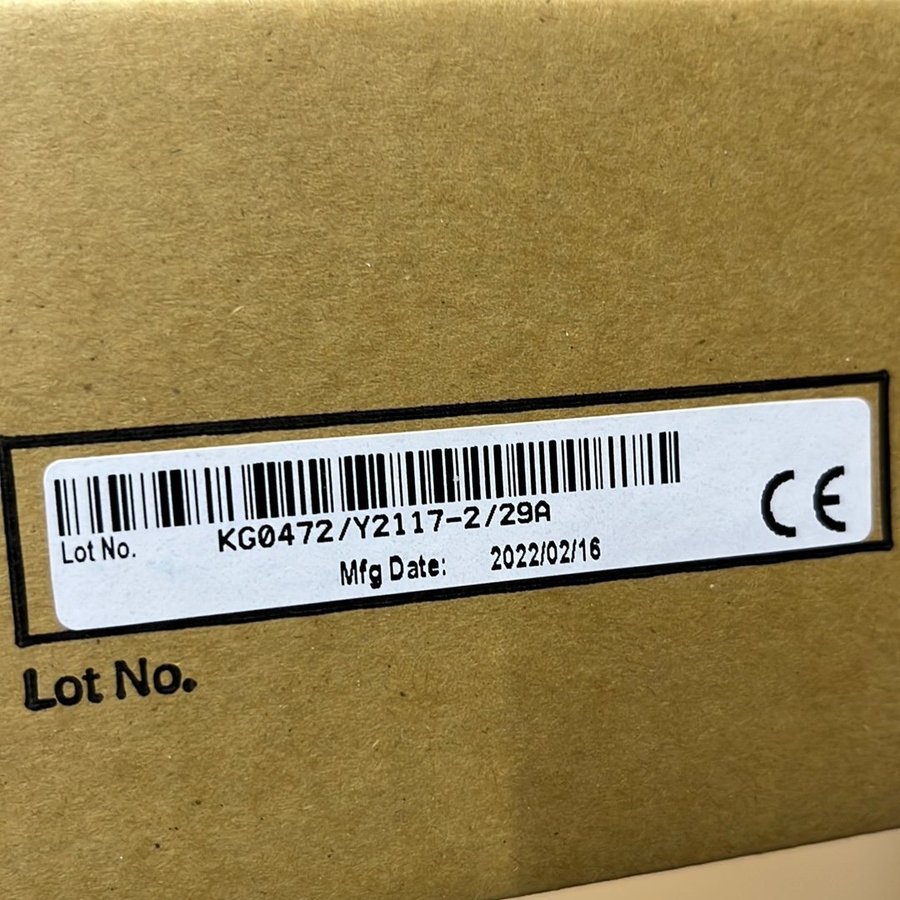 KG0472/Y2117-2/29A
Lot No.
Mfg Date: 2022/02/16
CE
Lot No.